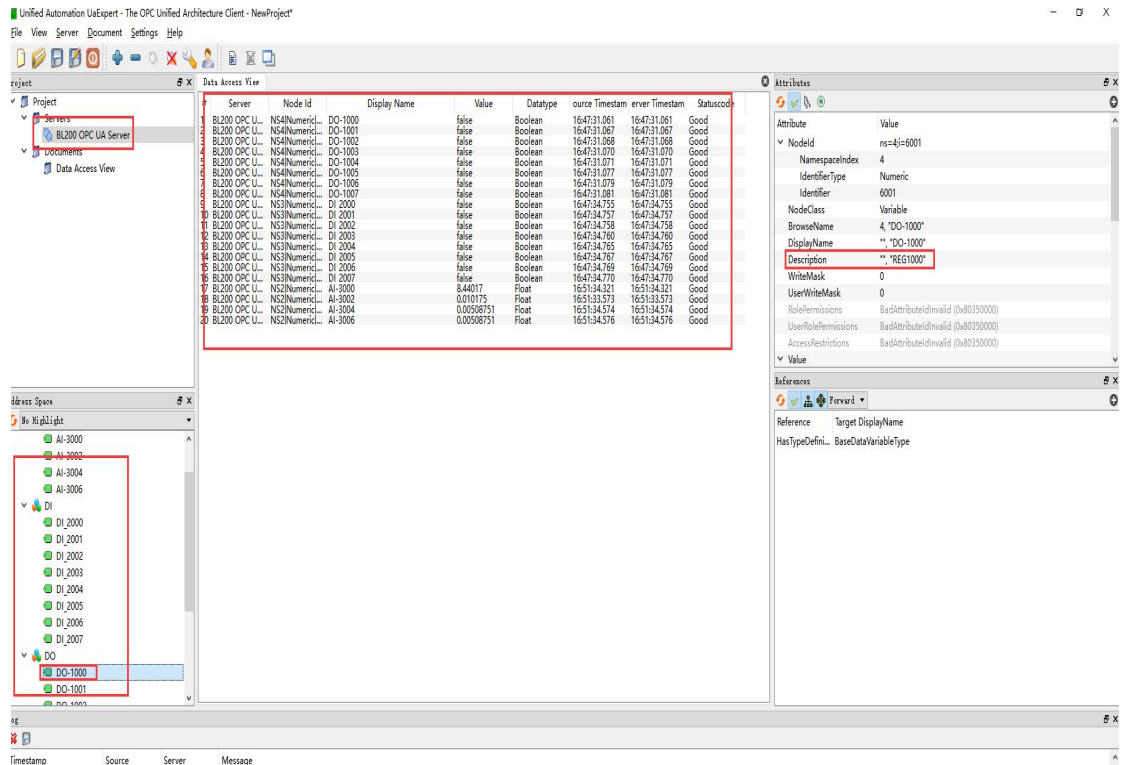 Unified Automation UaExpert - The OPC Unified Architecture Client - NewProject*
File View Server Document Settings Help
roject
Project
Servers
BL200 OPC UA Server
Documents
Data Access View
Data Access View
# Server Node Id Display Name Value Datatype ource Timestam erver Timestam Statuscode
1 BL200 OPC U... NS4|Numeric|... DO-1000 false Boolean 16:47:31.061 16:47:31.061 Good
2 BL200 OPC U... NS4|Numeric|... DO-1001 false Boolean 16:47:31.067 16:47:31.067 Good
3 BL200 OPC U... NS4|Numeric|... DO-1002 false Boolean 16:47:31.068 16:47:31.068 Good
4 BL200 OPC U... NS4|Numeric|... DO-1003 false Boolean 16:47:31.070 16:47:31.070 Good
5 BL200 OPC U... NS4|Numeric|... DO-1004 false Boolean 16:47:31.071 16:47:31.071 Good
6 BL200 OPC U... NS4|Numeric|... DO-1005 false Boolean 16:47:31.077 16:47:31.077 Good
7 BL200 OPC U... NS4|Numeric|... DO-1006 false Boolean 16:47:31.079 16:47:31.079 Good
8 BL200 OPC U... NS4|Numeric|... DO-1007 false Boolean 16:47:31.081 16:47:31.081 Good
9 BL200 OPC U... NS3|Numeric|... DI 2000 false Boolean 16:47:34.755 16:47:34.755 Good
10 BL200 OPC U... NS3|Numeric|... DI 2001 false Boolean 16:47:34.757 16:47:34.757 Good
11 BL200 OPC U... NS3|Numeric|... DI 2002 false Boolean 16:47:34.758 16:47:34.758 Good
12 BL200 OPC U... NS3|Numeric|... DI 2003 false Boolean 16:47:34.760 16:47:34.760 Good
13 BL200 OPC U... NS3|Numeric|... DI 2004 false Boolean 16:47:34.765 16:47:34.765 Good
14 BL200 OPC U... NS3|Numeric|... DI 2005 false Boolean 16:47:34.767 16:47:34.767 Good
15 BL200 OPC U... NS3|Numeric|... DI 2006 false Boolean 16:47:34.769 16:47:34.769 Good
16 BL200 OPC U... NS3|Numeric|... DI 2007 false Boolean 16:47:34.770 16:47:34.770 Good
17 BL200 OPC U... NS2|Numeric|... AI-3000 8.44017 Float 16:51:34.321 16:51:34.321 Good
18 BL200 OPC U... NS2|Numeric|... AI-3002 0.010175 Float 16:51:33.573 16:51:33.573 Good
19 BL200 OPC U... NS2|Numeric|... AI-3004 0.00508751 Float 16:51:34.574 16:51:34.574 Good
20 BL200 OPC U... NS2|Numeric|... AI-3006 0.00508751 Float 16:51:34.576 16:51:34.576 Good
Attributes
Attribute Value
NodeId ns=4;i=6001
NamespaceIndex 4
IdentifierType Numeric
Identifier 6001
NodeClass Variable
BrowseName 4, "DO-1000"
DisplayName "", "DO-1000"
Description "", "REG1000"
WriteMask 0
UserWriteMask 0
RolePermissions BadAttributeIdInvalid (0x80350000)
UserRolePermissions BadAttributeIdInvalid (0x80350000)
AccessRestrictions BadAttributeIdInvalid (0x80350000)
Value
References
Forward
Reference Target DisplayName
HasTypeDefini... BaseDataVariableType
ddress Space
No Highlight
AI-3000
AI-3002
AI-3004
AI-3006
DI
DI_2000
DI_2001
DI_2002
DI_2003
DI_2004
DI_2005
DI_2006
DI_2007
DO
DO-1000
DO-1001
DO-1002
og
Timestamp Source Server Message